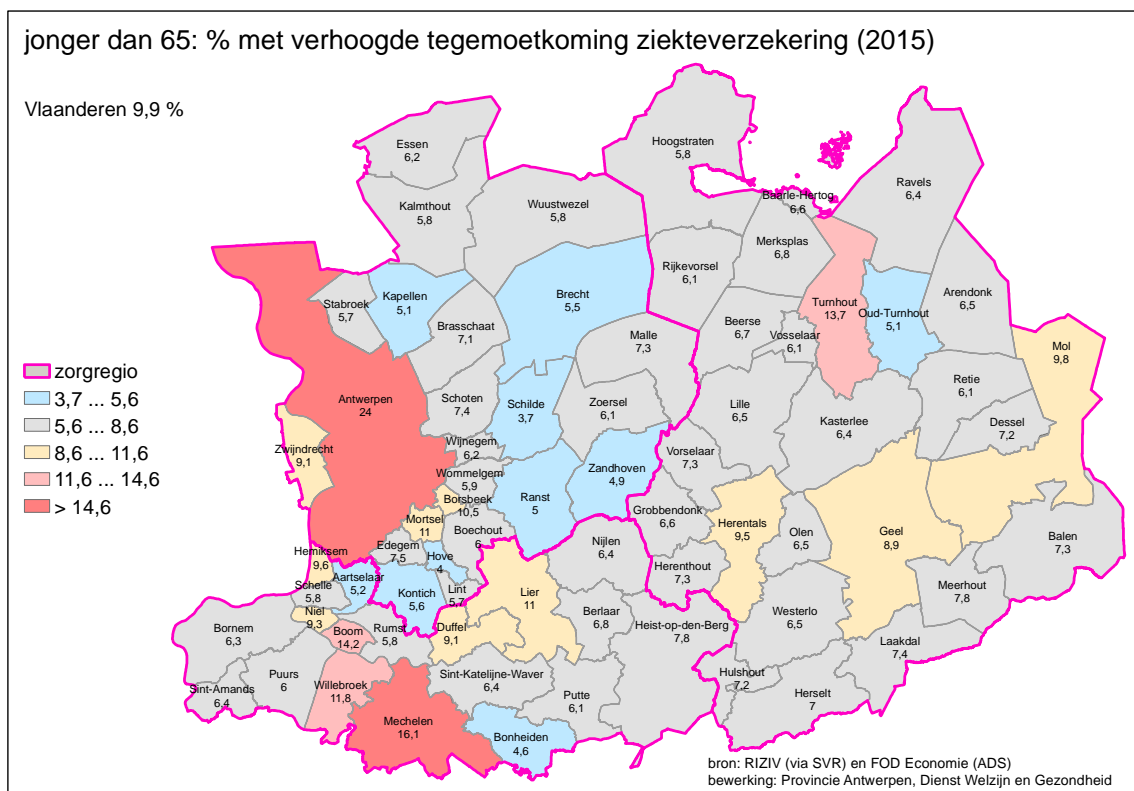 jonger dan 65: % met verhoogde tegemoetkoming ziekteverzekering (2015)
Vlaanderen 9,9 %
Essen
6,2
Hoogstraten
5,8
Kalmthout
5,8
Wuustwezel
5,8
Baarle-Hertog
6,6
Ravels
6,4
Merksplas
6,8
Rijkevorsel
6,1
Stabroek
5,7
Kapellen
5,1
Brecht
5,5
Turnhout
13,7
Oud-Turnhout
5,1
Arendonk
6,5
Brasschaat
7,1
Beerse
6,7
Vosselaar
6,1
Malle
7,3
Mol
9,8
zorgregio
3,7 ... 5,6
5,6 ... 8,6
8,6 ... 11,6
11,6 ... 14,6
> 14,6
Antwerpen
24
Schoten
7,4
Schilde
3,7
Zoersel
6,1
Lille
6,5
Kasterlee
6,4
Retie
6,1
Dessel
7,2
Zwijndrecht
9,1
Wijnegem
6,2
Wommelgem
5,9
Zandhoven
4,9
Vorselaar
7,3
Borsbeek
10,5
Ranst
5
Mortsel
11
Boechout
6
Grobbendonk
6,6
Herentals
9,5
Olen
6,5
Geel
8,9
Balen
7,3
Edegem
7,5
Hove
4
Nijlen
6,4
Herenthout
7,3
Hemiksem
9,6
Aartselaar
5,2
Schelle
5,8
Kontich
5,6
Lint
5,7
Lier
11
Meerhout
7,8
Niel
9,3
Berlaar
6,8
Heist-op-den-Berg
7,8
Westerlo
6,5
Bornem
6,3
Boom
14,2
Rumst
5,8
Duffel
9,1
Laakdal
7,4
Puurs
6
Sint-Amands
6,4
Willebroek
11,8
Sint-Katelijne-Waver
6,4
Hulshout
7,2
Herselt
7
Putte
6,1
Mechelen
16,1
Bonheiden
4,6
bron: RIZIV (via SVR) en FOD Economie (ADS)
bewerking: Provincie Antwerpen, Dienst Welzijn en Gezondheid